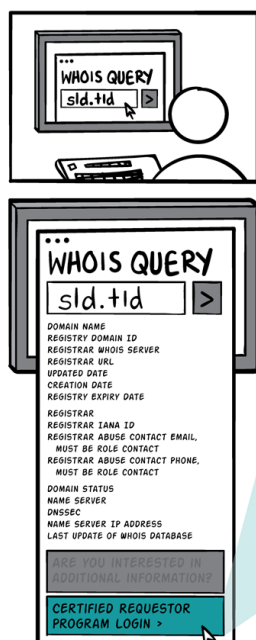 WHOIS QUERY
sld.tld >
WHOIS QUERY
sld.tld >
DOMAIN NAME
REGISTRY DOMAIN ID
REGISTRAR WHOIS SERVER
REGISTRAR URL
UPDATED DATE
CREATION DATE
REGISTRY EXPIRY DATE
REGISTRAR
REGISTRAR IANA ID
REGISTRAR ABUSE CONTACT EMAIL,
MUST BE ROLE CONTACT
REGISTRAR ABUSE CONTACT PHONE,
MUST BE ROLE CONTACT
DOMAIN STATUS
NAME SERVER
DNSSEC
NAME SERVER IP ADDRESS
LAST UPDATE OF WHOIS DATABASE
ARE YOU INTERESTED IN
ADDITIONAL INFORMATION?
CERTIFIED REQUESTOR
PROGRAM LOGIN >